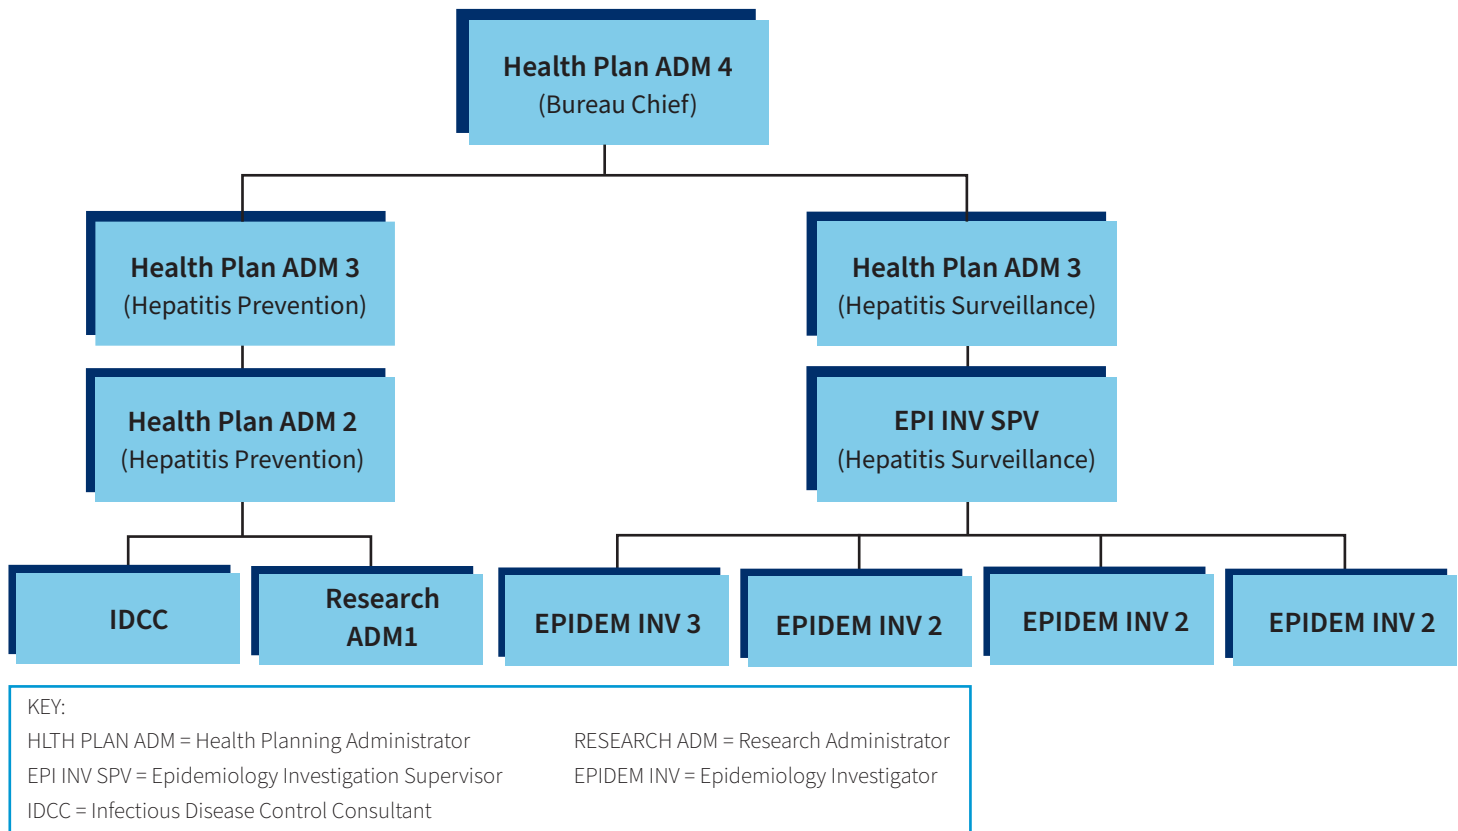 Health Plan ADM 4
(Bureau Chief)
Health Plan ADM 3
(Hepatitis Prevention)
Health Plan ADM 3
(Hepatitis Surveillance)
Health Plan ADM 2
(Hepatitis Prevention)
EPI INV SPV
(Hepatitis Surveillance)
IDCC
Research
ADM1
EPIDEM INV 3
EPIDEM INV 2
EPIDEM INV 2
EPIDEM INV 2
KEY:
HLTH PLAN ADM = Health Planning Administrator
EPI INV SPV = Epidemiology Investigation Supervisor
IDCC = Infectious Disease Control Consultant
RESEARCH ADM = Research Administrator
EPIDEM INV = Epidemiology Investigator